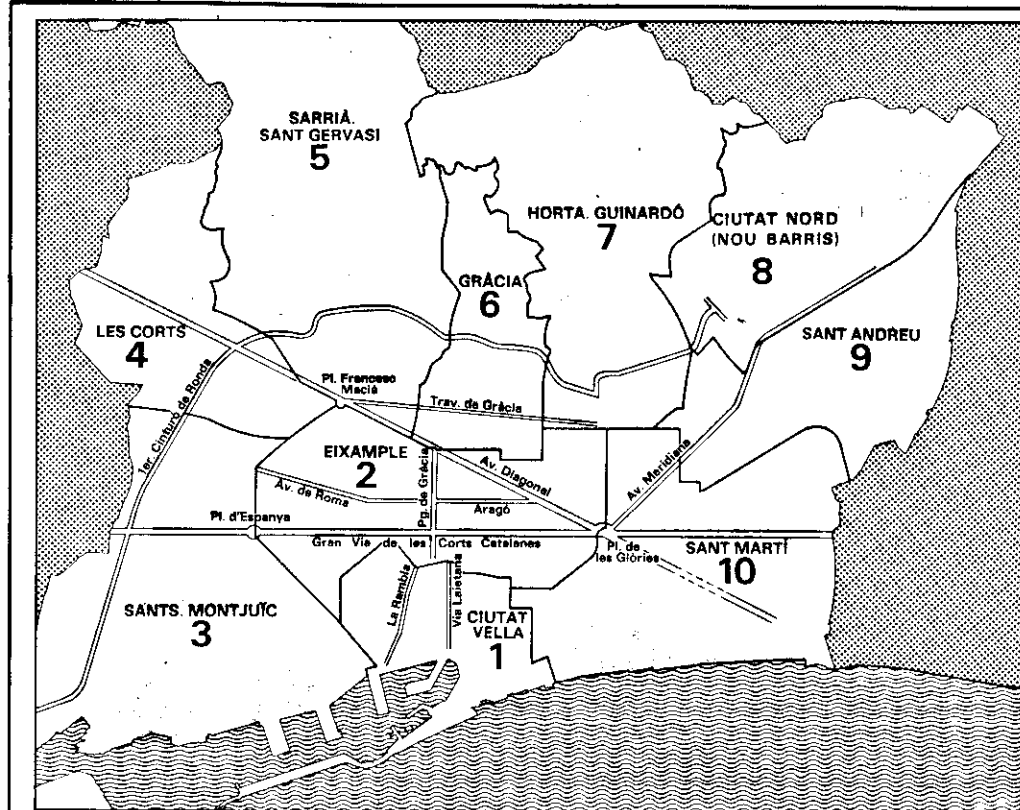 SARRIÀ.
SANT GERVASI
5
HORTA. GUINARDÓ
7
CIUTAT NORD
(NOU BARRIS)
8
GRÀCIA
6
LES CORTS
4
SANT ANDREU
9
1er. Cinturo de Ronda
Pl. Francesc
Macià
Trav. de Gràcia
EIXAMPLE
2
Av. de Roma
Pg. de Gràcia
Av. Diagonal
Aragó
Av. Meridiana
Pl. d'Espanya
Gran Via de les Corts Catalanes
Pl. de
les Glòries
SANT MARTÍ
10
SANTS. MONTJUÏC
3
La Rambla
Via Laietana
CIUTAT
VELLA
1